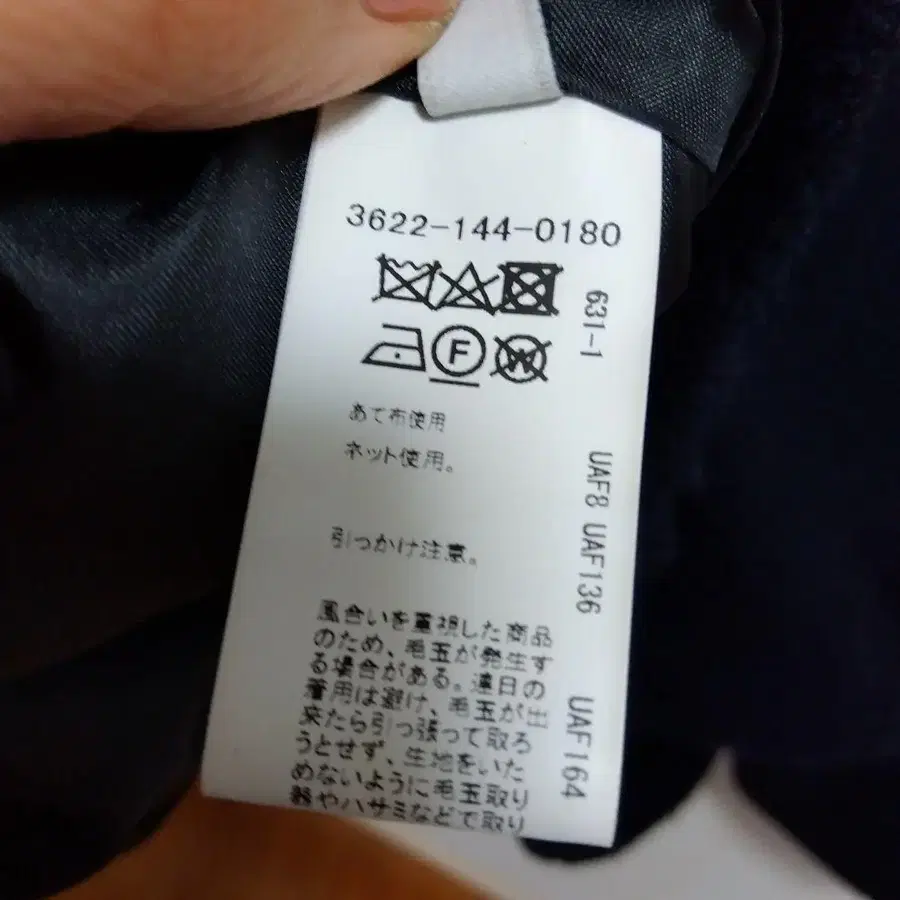 3622-144-0180
F
W
あて布使用
ネット使用。
引っかけ注意。
風合いを重視した商品
のため、毛玉が発生す
る場合がある。連日の
着用は避け、毛玉が出
来たら引っ張って取ろ
うとせず、生地をいた
めないように毛玉取り
器やハサミなどで取り
631-1
UAF8 UAF136
UAF164